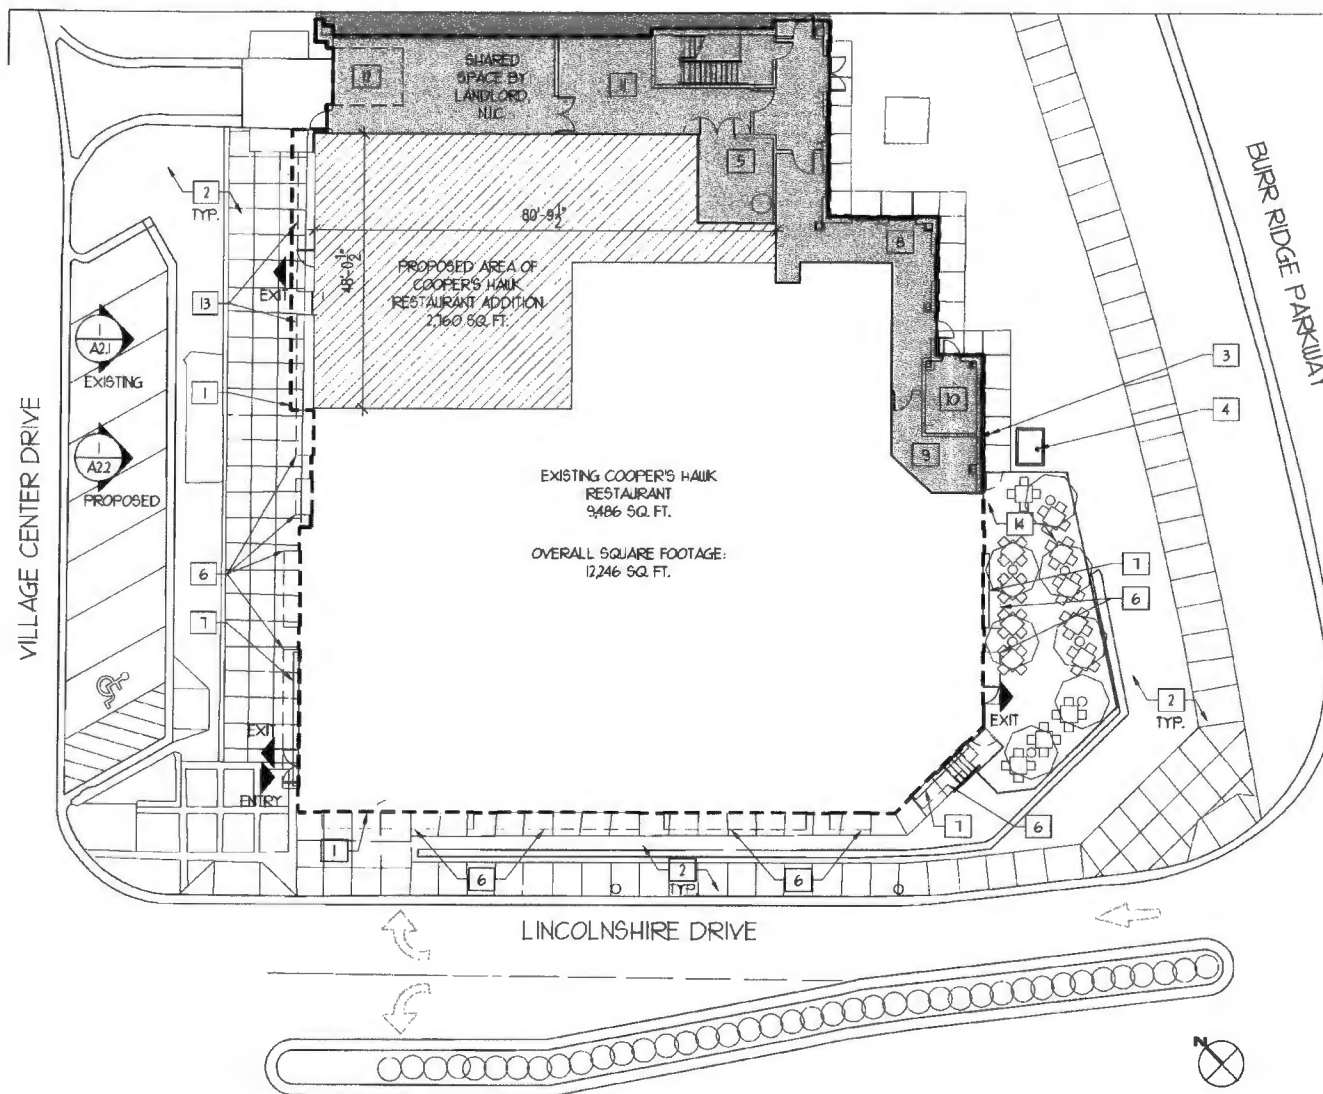 SHARED
SPACE BY
LANDLORD,
N.I.C.
11
11
5
2
TYP.
80'-9½"
48'-0½"
8
PROPOSED AREA OF
COOPER'S HAWK
RESTAURANT ADDITION
2,760 SQ. FT.
EXIT
13
1
A2.1
EXISTING
1
1
A2.2
PROPOSED
VILLAGE CENTER DRIVE
BURR RIDGE PARKWAY
3
4
10
9
14
EXISTING COOPER'S HAWK
RESTAURANT
9,486 SQ. FT.
OVERALL SQUARE FOOTAGE:
12,246 SQ. FT.
6
7
7
6
2
TYP.
EXIT
EXIT
ENTRY
1
6
2
TYP.
6
7
6
LINCOLNSHIRE DRIVE
N